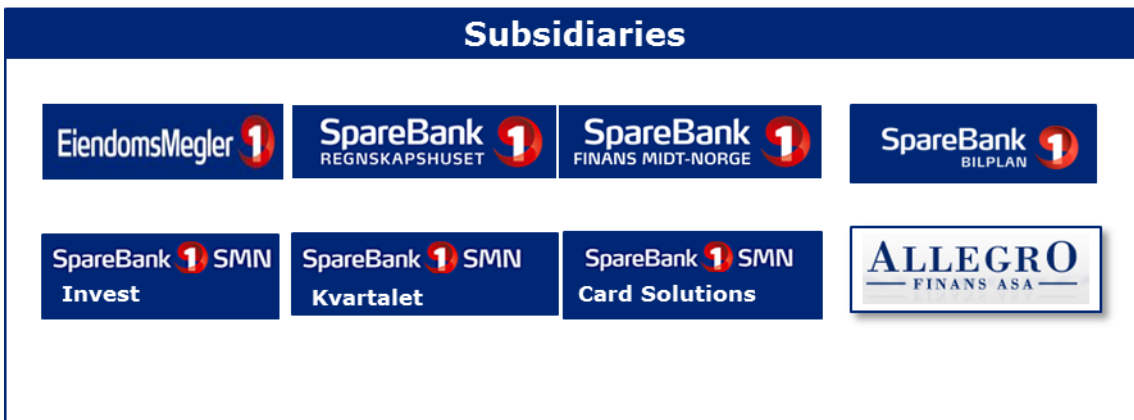 Subsidiaries
EiendomsMegler 1
SpareBank 1
REGNSKAPSHUSET
SpareBank 1
FINANS MIDT-NORGE
SpareBank 1
BILPLAN
SpareBank 1 SMN
Invest
SpareBank 1 SMN
Kvartalet
SpareBank 1 SMN
Card Solutions
ALLEGRO
FINANS ASA